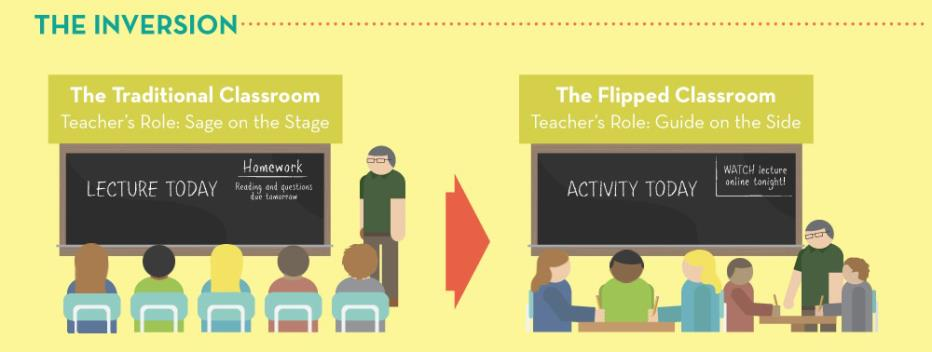 THE INVERSION
The Traditional Classroom
Teacher's Role: Sage on the Stage
LECTURE TODAY
Homework
Reading and questions
due tomorrow
The Flipped Classroom
Teacher's Role: Guide on the Side
ACTIVITY TODAY
WATCH lecture
online tonight!